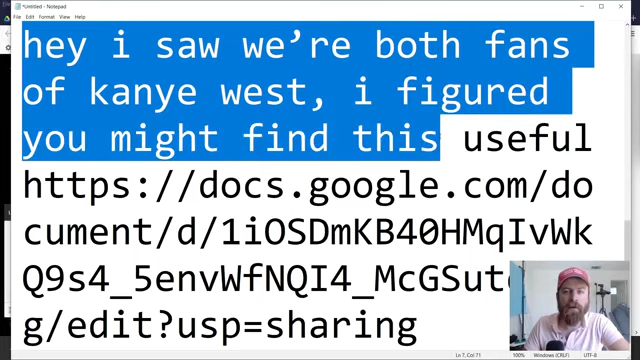 *Untitled - Notepad
File Edit Format View Help
hey i saw we’re both fans
of kanye west, i figured
you might find this useful
https://docs.google.com/do
cument/d/1iOSDmKB40HMqIvWk
Q9s4_5envWfNQI4_McGSut
g/edit?usp=sharing
Ln 7, Col 71
100%
Windows (CRLF)
UTF-8